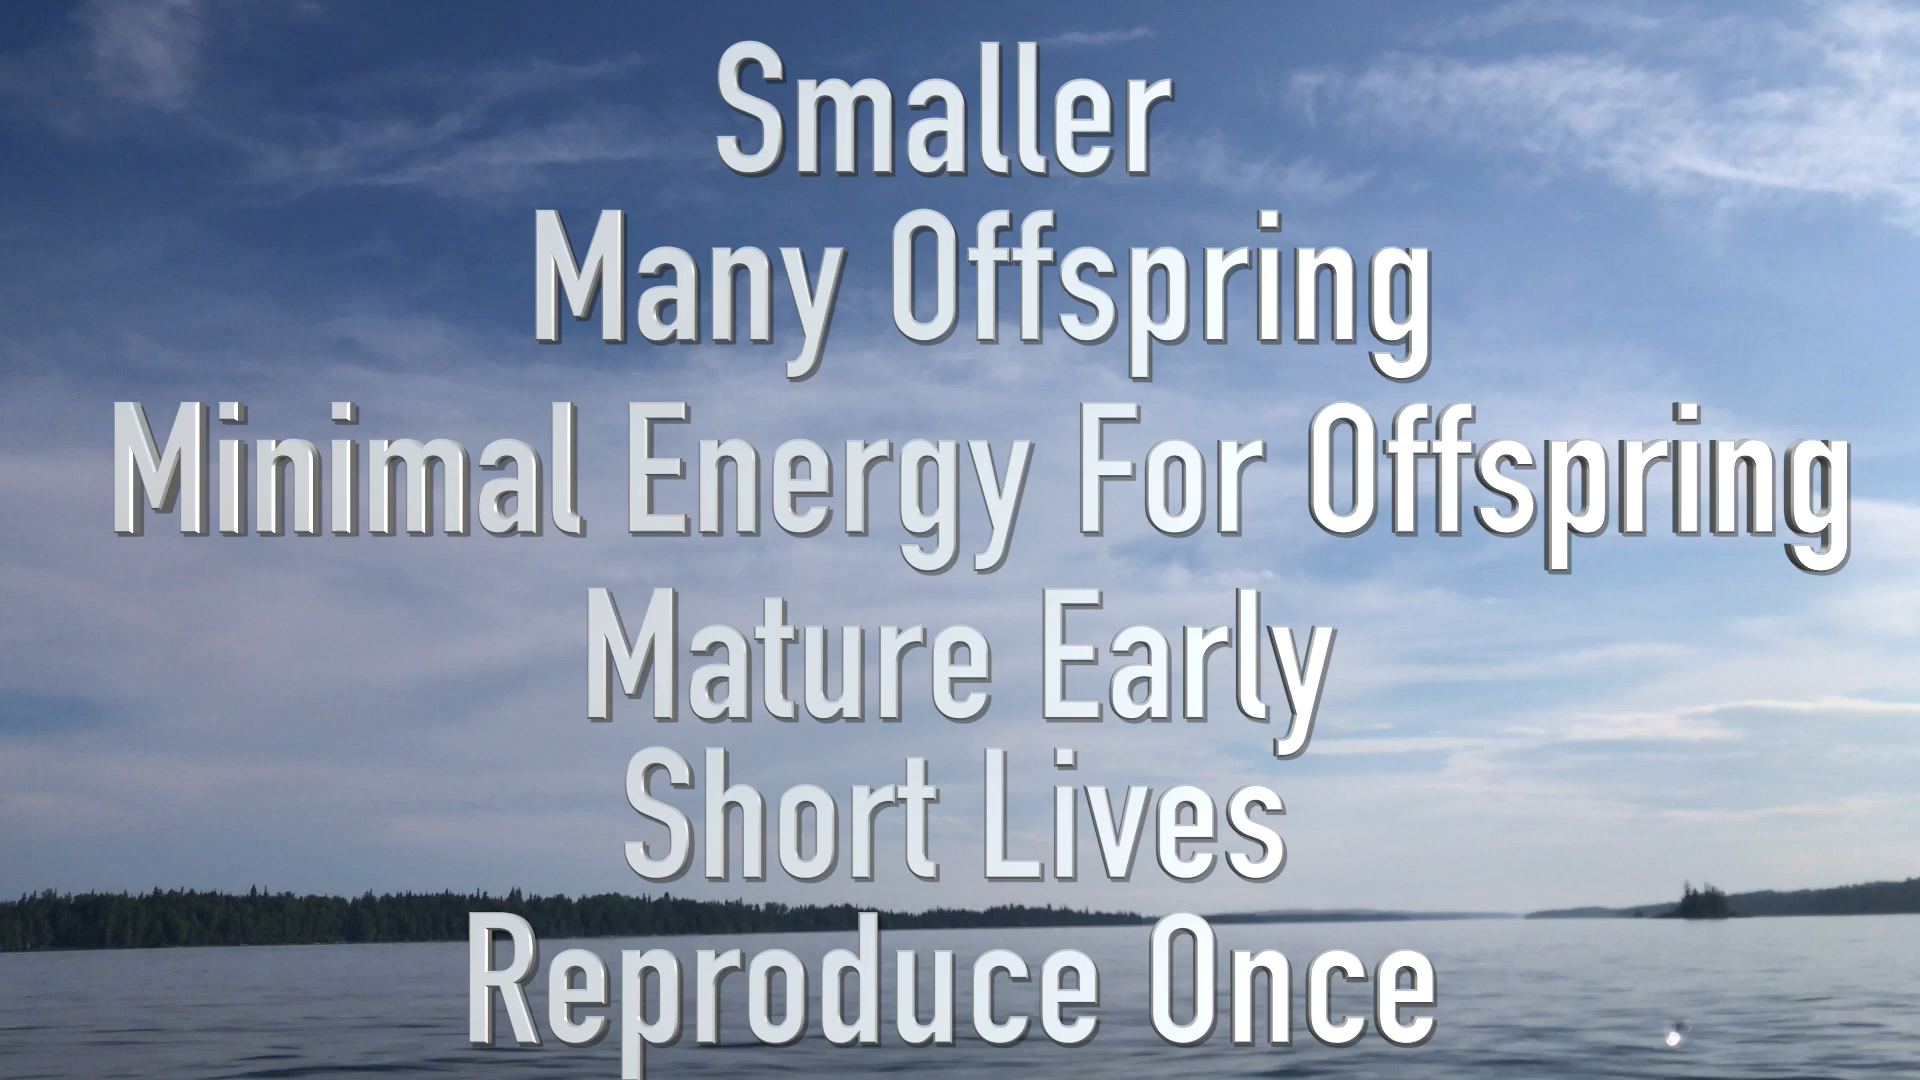 Smaller
Many Offspring
Minimal Energy For Offspring
Mature Early
Short Lives
Reproduce Once